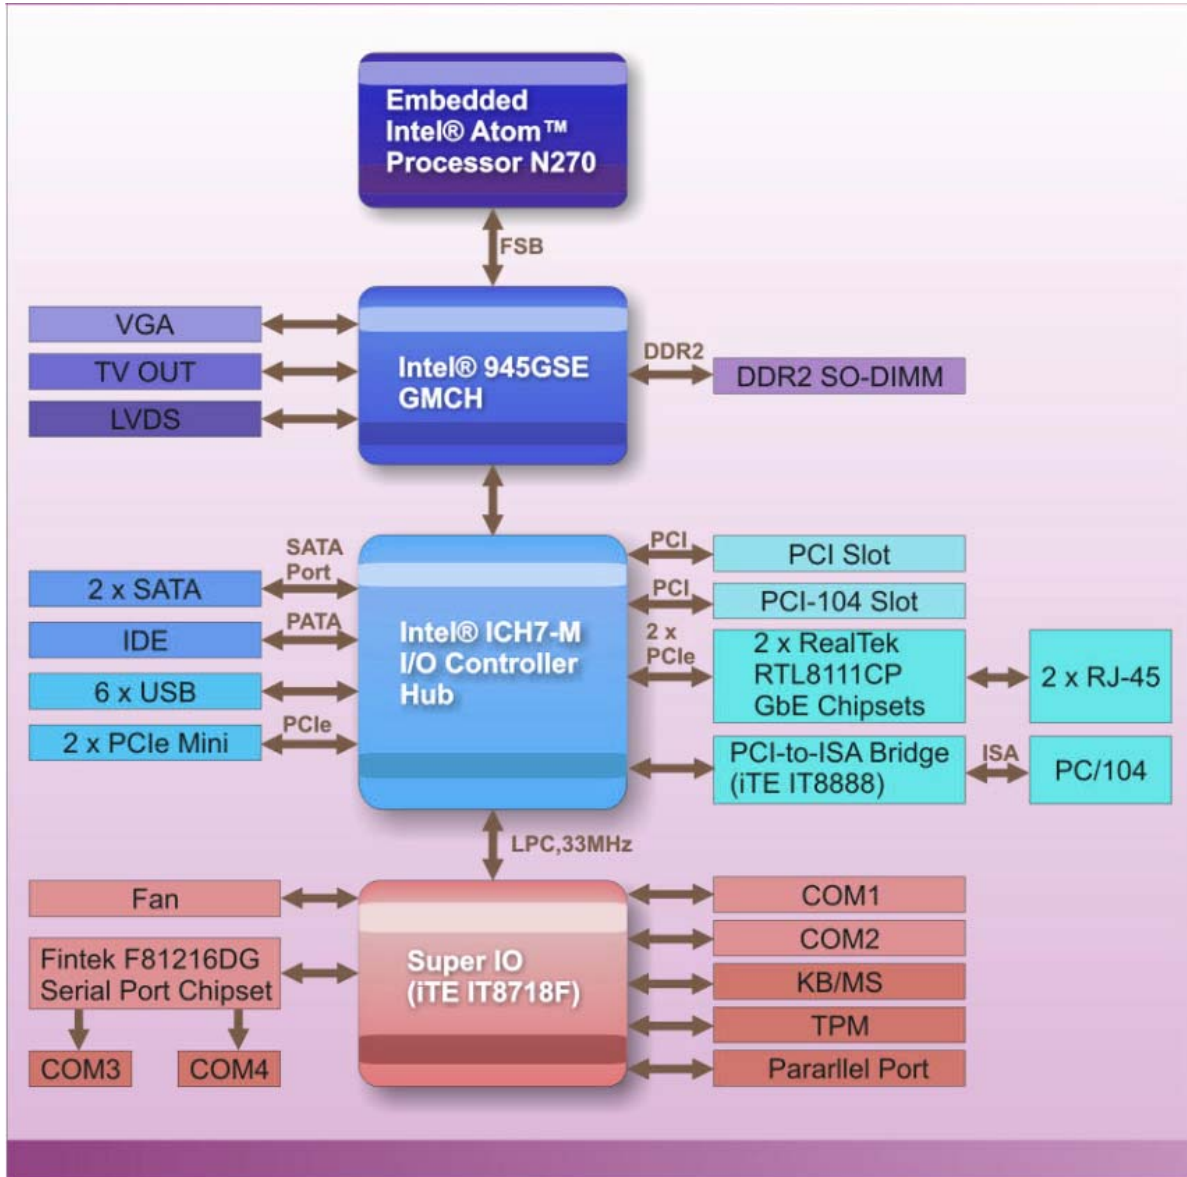 Embedded
Intel® Atom™
Processor N270
FSB
VGA
TV OUT
LVDS
Intel® 945GSE
GMCH
DDR2
DDR2 SO-DIMM
SATA
Port
2 x SATA
PATA
IDE
6 x USB
PCIe
2 x PCIe Mini
Intel® ICH7-M
I/O Controller
Hub
PCI
PCI Slot
PCI
PCI-104 Slot
2 x
PCIe
2 x RealTek
RTL8111CP
GbE Chipsets
2 x RJ-45
PCI-to-ISA Bridge
(iTE IT8888)
ISA
PC/104
LPC,33MHz
Fan
Fintek F81216DG
Serial Port Chipset
COM3
COM4
Super IO
(iTE IT8718F)
COM1
COM2
KB/MS
TPM
Pararllel Port